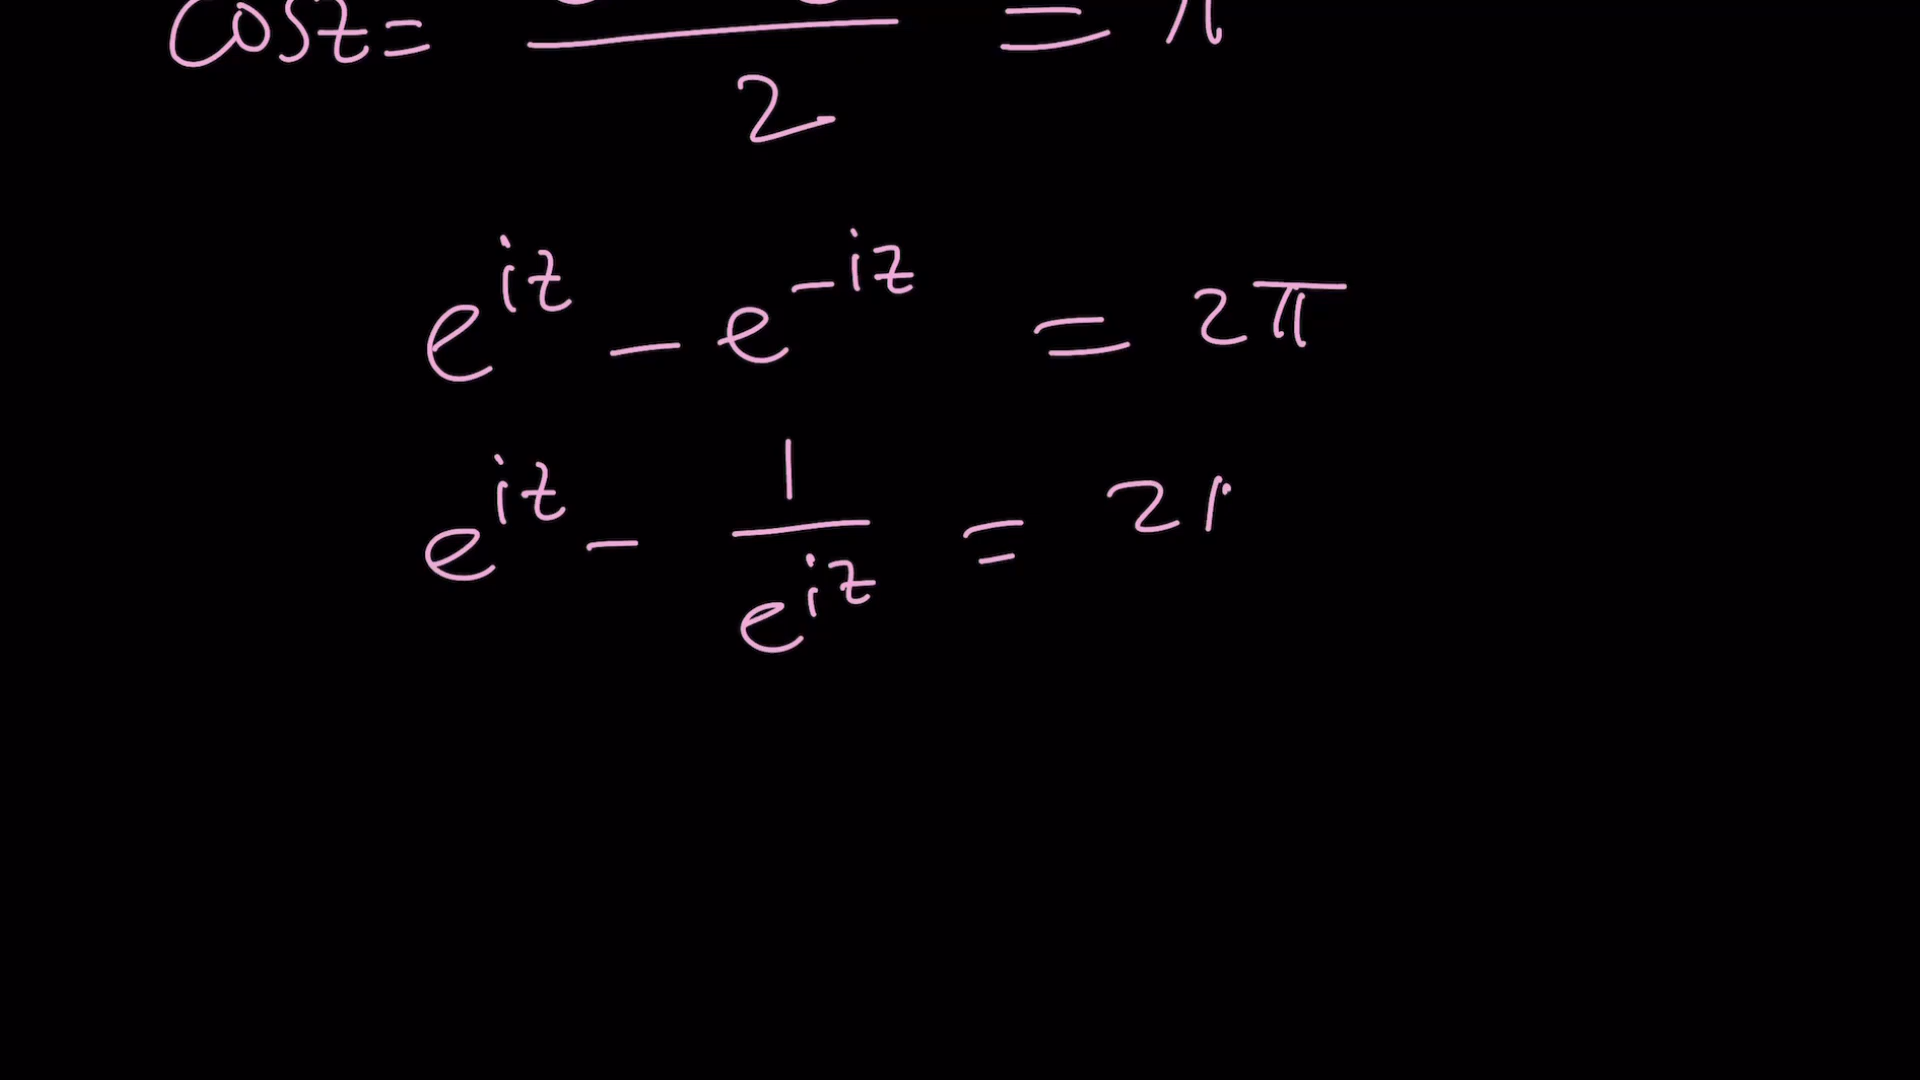 cos z = ― / 2 = π
e^{iz} - e^{-iz} = 2π
e^{iz} - 1/e^{iz} = 2